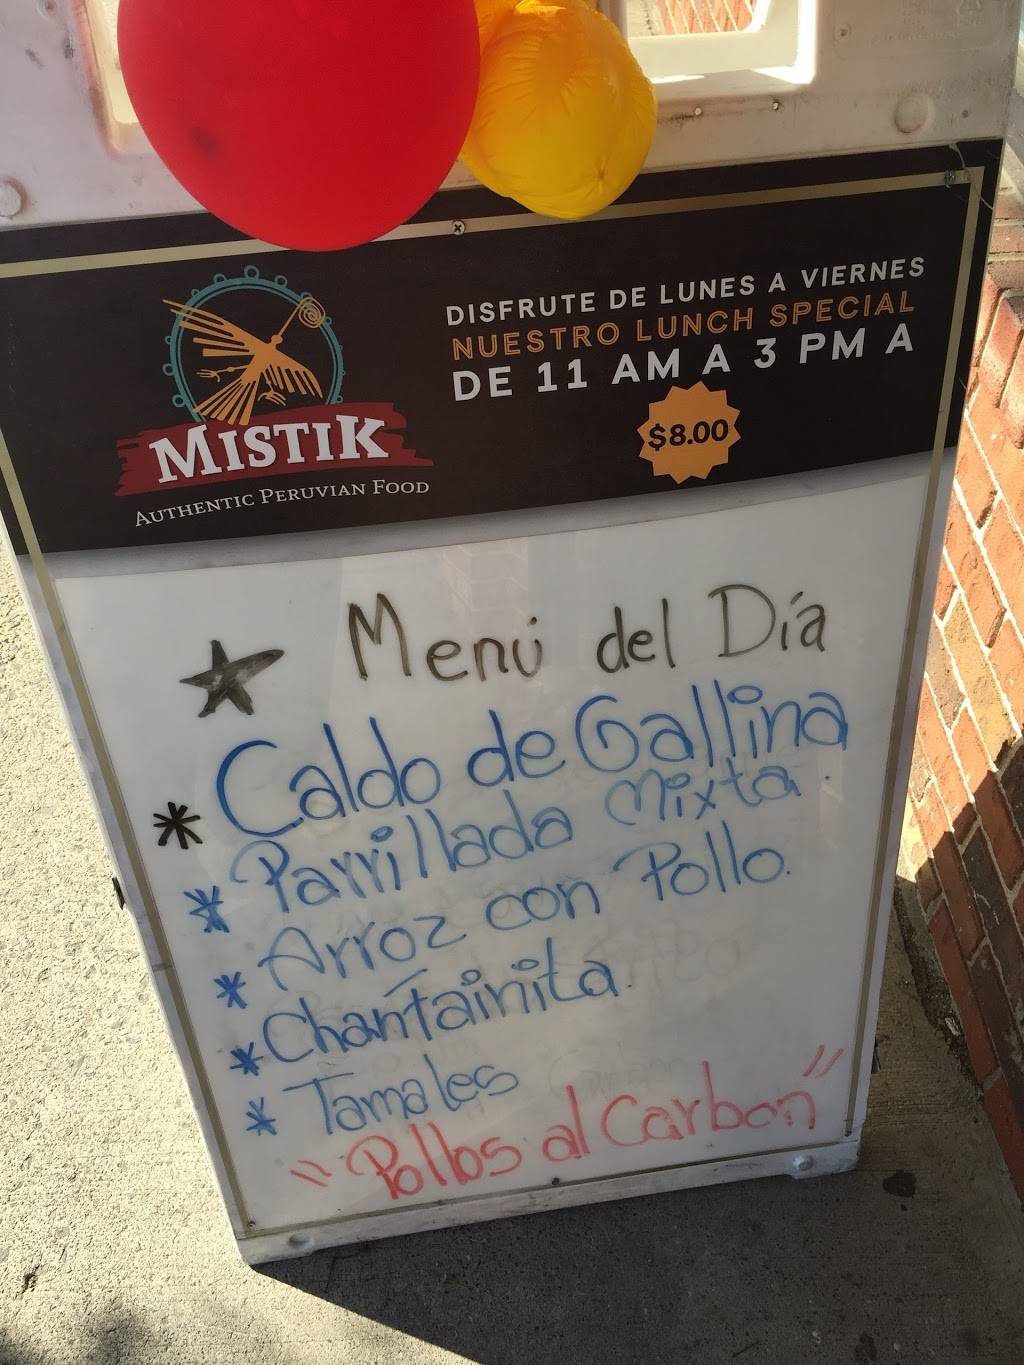 DISFRUTE DE LUNES A VIERNES
NUESTRO LUNCH SPECIAL
DE 11 AM A 3 PM A
$8.00
MISTIK
AUTHENTIC PERUVIAN FOOD
★ Menú del Día
* Caldo de Gallina
* Parrillada Mixta.
* Arroz con Pollo.
* Chantainita.
* Tamales
"Pollos al Carbon"